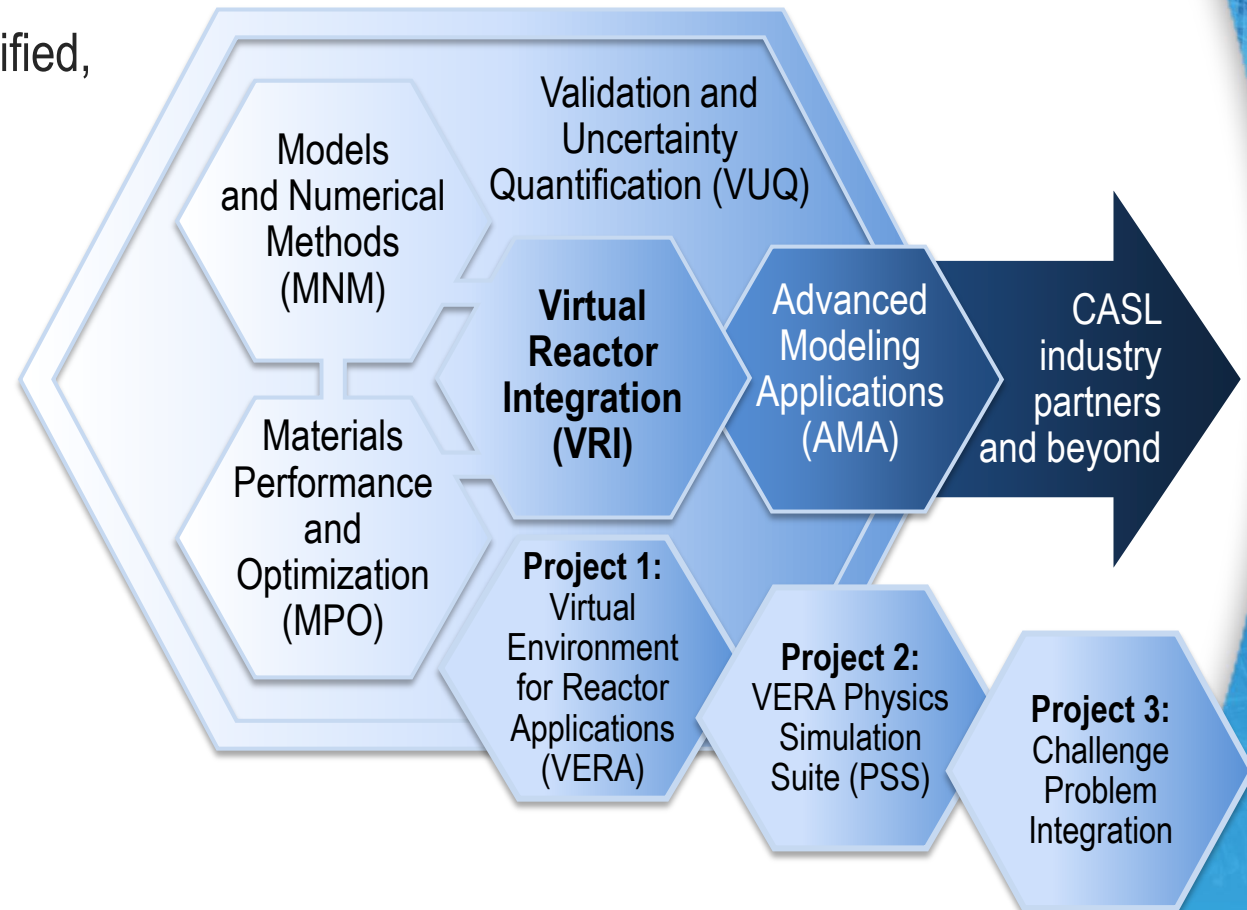 ified,
Validation and
Uncertainty
Quantification (VUQ)
Models
and Numerical
Methods
(MNM)
Virtual
Reactor
Integration
(VRI)
Advanced
Modeling
Applications
(AMA)
CASL
industry
partners
and beyond
Materials
Performance
and
Optimization
(MPO)
Project 1:
Virtual
Environment
for Reactor
Applications
(VERA)
Project 2:
VERA Physics
Simulation
Suite (PSS)
Project 3:
Challenge
Problem
Integration